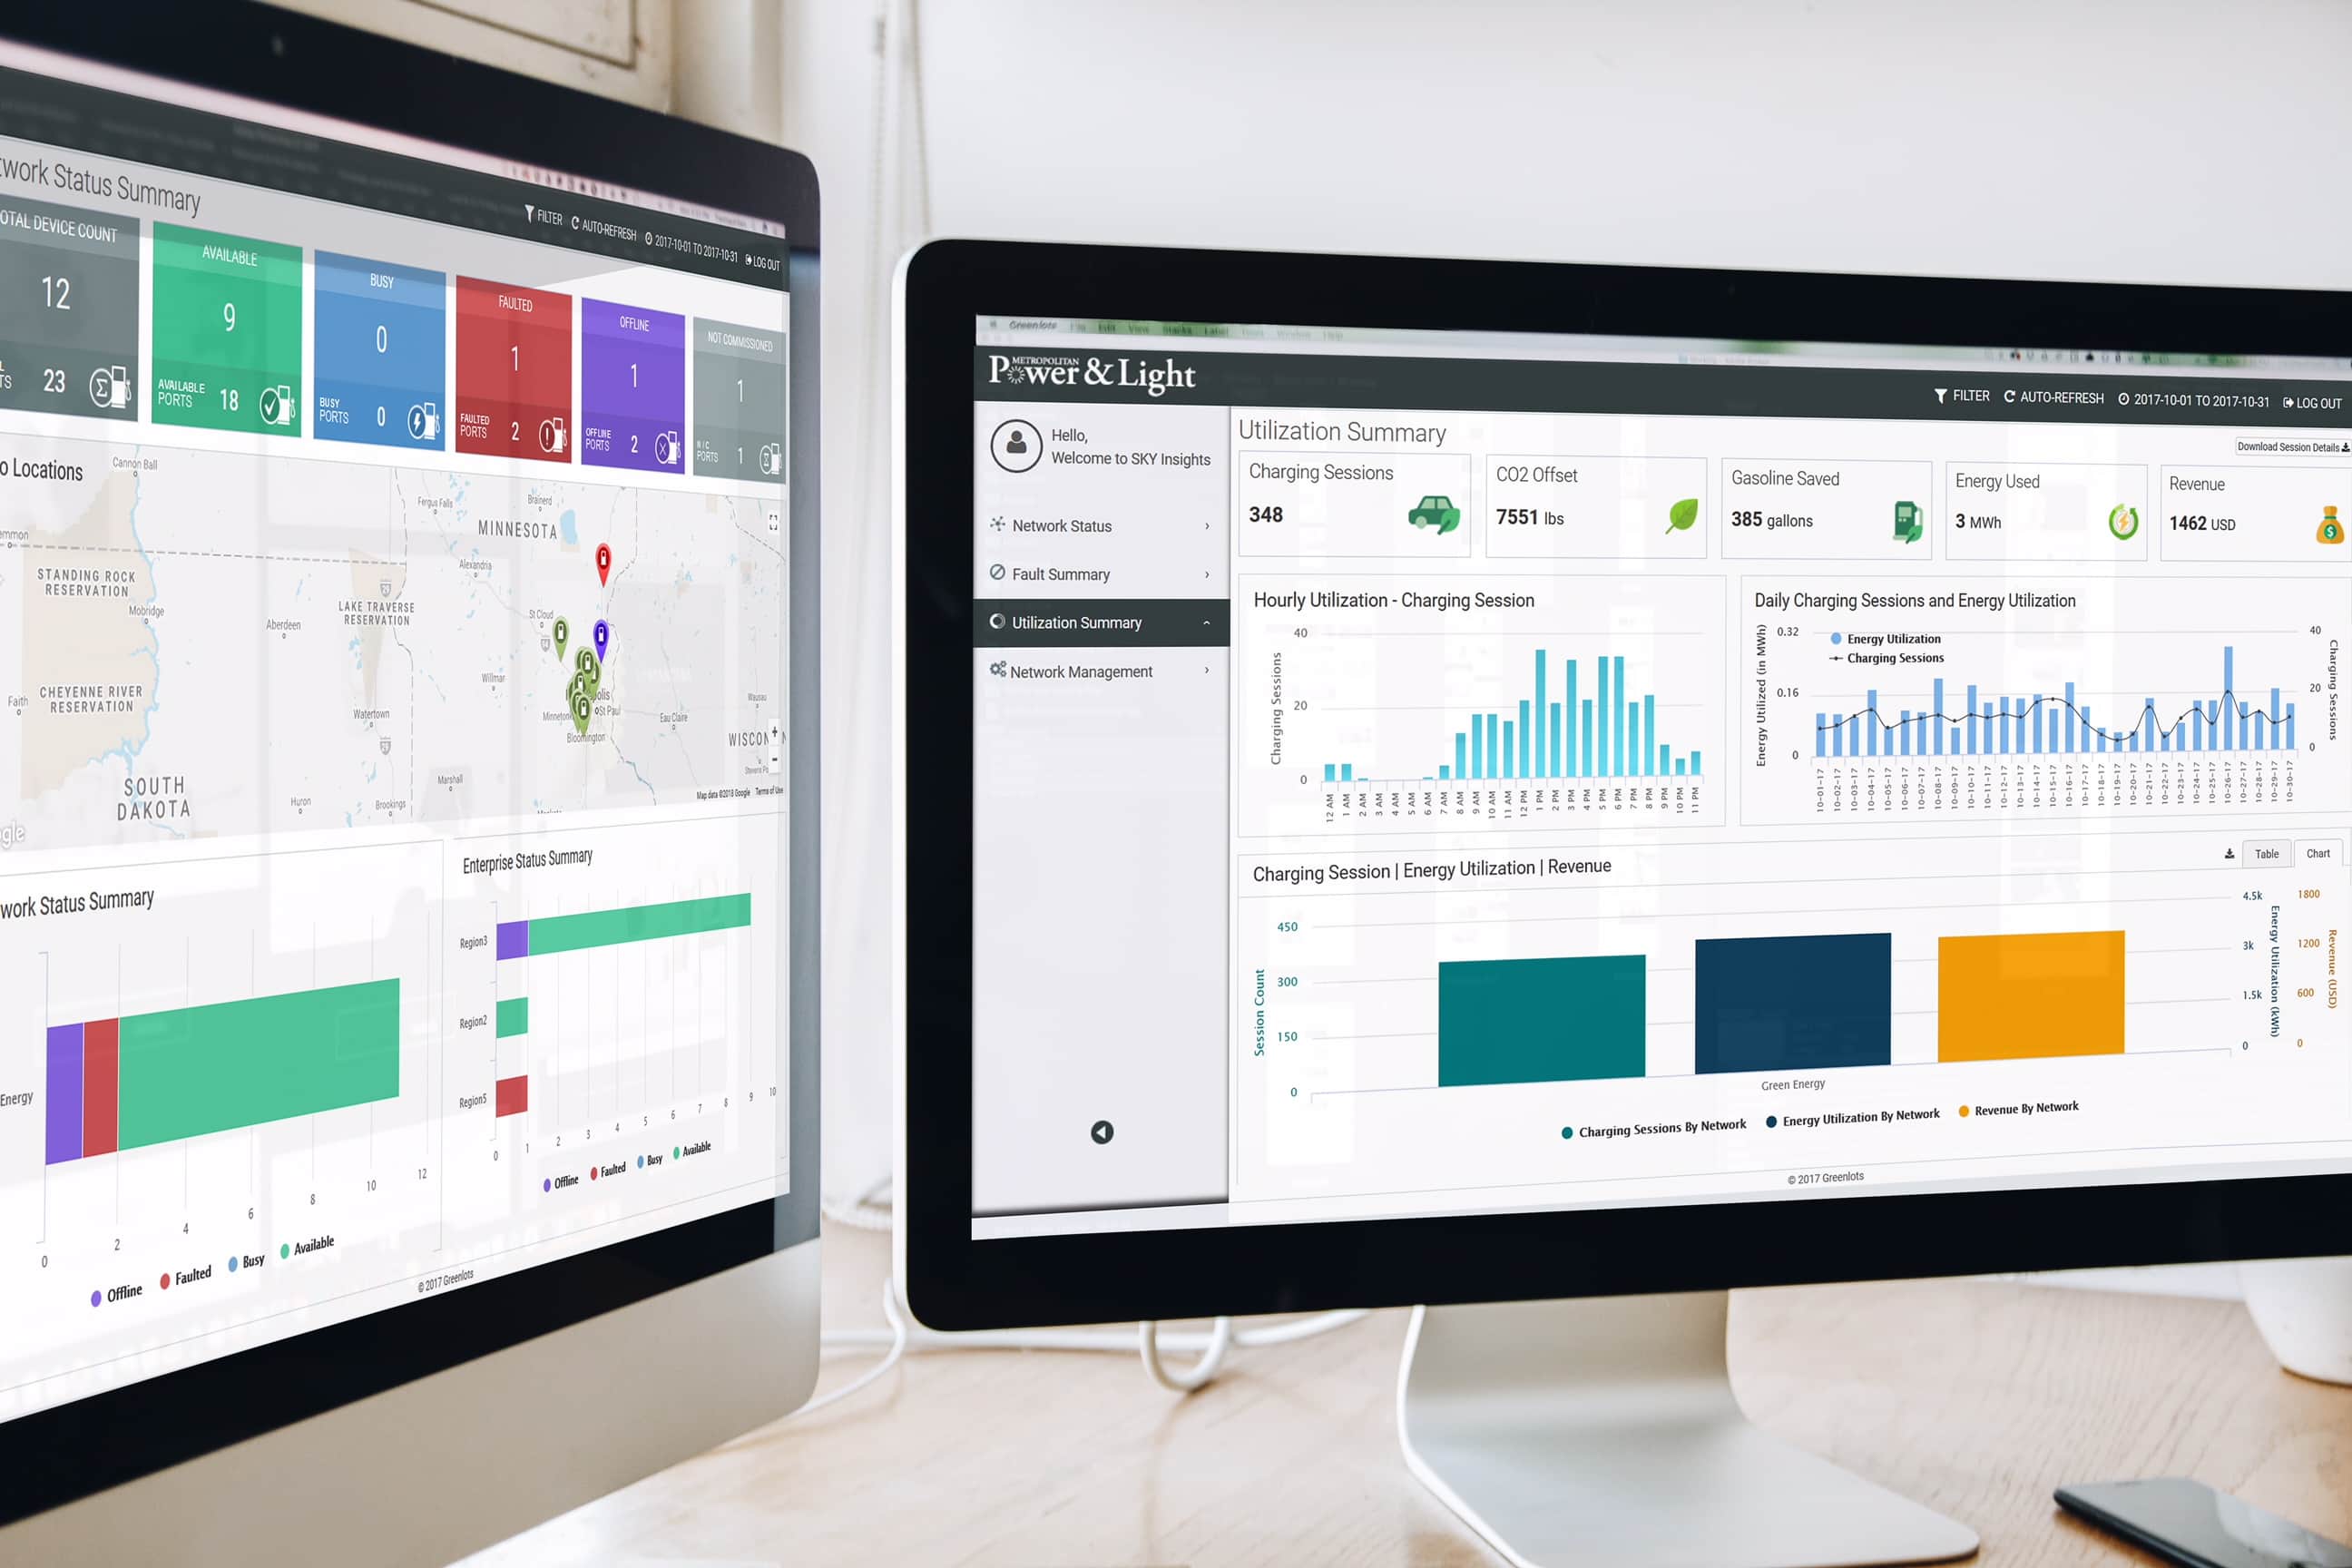 twork Status Summary
FILTER AUTO-REFRESH 2017-10-01 TO 2017-10-31 LOG OUT
OTAL DEVICE COUNT
12
23
AVAILABLE
9
AVAILABLE PORTS 18
BUSY
0
BUSY PORTS 0
FAULTED
1
FAULTED PORTS 2
OFFLINE
1
OFFLINE PORTS 2
NOT COMMISSIONED
1
N/C PORTS 1
o Locations
Cannon Ball
Fergus Falls
Brainerd
MINNESOTA
STANDING ROCK
RESERVATION
Mobridge
Aberdeen
LAKE TRAVERSE
RESERVATION
Alexandria
St Cloud
Willmar
CHEYENNE RIVER
RESERVATION
Faith
Watertown
Minneton
olis
St Paul
Bloomington
Eau Claire
Wausau
WISCON
SOUTH
DAKOTA
Huron
Brookings
Marshall
Stevens Po
Map data ©2018 Google Terms of Use
gle
work Status Summary
Energy
0 2 4 6 8 10 12
Offline Faulted Busy Available
Enterprise Status Summary
Region3
Region2
Region5
0 1 2 3 4 5 6 7 8 9 10
Offline Faulted Busy Available
© 2017 Greenlots
Greenlots File Edit View
METROPOLITAN
Power & Light
FILTER AUTO-REFRESH 2017-10-01 TO 2017-10-31 LOG OUT
Hello,
Welcome to SKY Insights
Network Status
Fault Summary
Utilization Summary
Network Management
Utilization Summary
Download Session Details
Charging Sessions
348
CO2 Offset
7551 lbs
Gasoline Saved
385 gallons
Energy Used
3 MWh
Revenue
1462 USD
Hourly Utilization - Charging Session
Charging Sessions
40
20
0
12 AM 1 AM 2 AM 3 AM 4 AM 5 AM 6 AM 7 AM 8 AM 9 AM 10 AM 11 AM 12 PM 1 PM 2 PM 3 PM 4 PM 5 PM 6 PM 7 PM 8 PM 9 PM 10 PM 11 PM
Daily Charging Sessions and Energy Utilization
Energy Utilized (in MWh)
0.32
0.16
0
Energy Utilization
Charging Sessions
40
20
0
Charging Sessions
10-01-17 10-02-17 10-03-17 10-04-17 10-05-17 10-06-17 10-07-17 10-08-17 10-09-17 10-10-17 10-11-17 10-12-17 10-13-17 10-14-17 10-15-17 10-16-17 10-17-17 10-18-17 10-19-17 10-20-17 10-21-17 10-22-17 10-23-17 10-24-17 10-25-17 10-26-17 10-27-17 10-28-17 10-29-17 10-30-17
Charging Session | Energy Utilization | Revenue
Table Chart
Session Count
450
300
150
0
4.5k
3k
1.5k
0
Energy Utilization (kWh)
1800
1200
600
0
Revenue (USD)
Green Energy
Charging Sessions By Network Energy Utilization By Network Revenue By Network
© 2017 Greenlots